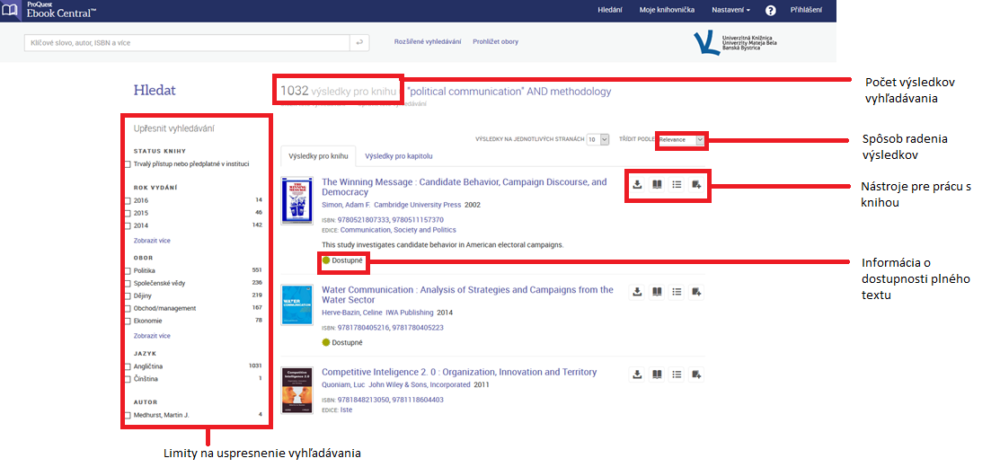 ProQuest
Ebook Central™
Hledání
Moje knihovnička
Nastavení
?
Přihlášení
Klíčové slovo, autor, ISBN a více
Rozšířené vyhledávání
Prohlížet obory
Univerzitná Knižnica
Univerzity Mateja Bela
Banská Bystrica
Hledat
1032 výsledky pro knihu
"political communication" AND methodology
Počet výsledkov
vyhľadávania
Upřesnit vyhledávání
STATUS KNIHY
Trvalý přístup nebo předplatné v instituci
ROK VYDÁNÍ
2016 14
2015 46
2014 142
Zobrazit více
OBOR
Politika 551
Společenské vědy 236
Dějiny 219
Obchod/management 167
Ekonomie 78
Zobrazit více
JAZYK
Angličtina 1031
Čínština 1
AUTOR
Medhurst, Martin J. 4
Limity na uspresnenie vyhľadávania
VÝSLEDKY NA JEDNOTLIVÝCH STRANÁCH 10
TŘÍDIT PODLE Relevance
Spôsob radenia
výsledkov
Výsledky pro knihu
Výsledky pro kapitolu
The Winning Message : Candidate Behavior, Campaign Discourse, and
Democracy
Simon, Adam F. Cambridge University Press 2002
ISBN: 9780521807333, 9780511157370
EDICE: Communication, Society and Politics
This study investigates candidate behavior in American electoral campaigns.
Dostupné
Nástroje pre prácu s
knihou
Informácia o
dostupnosti plného
textu
WATER
COMMUNICATION
Water Communication : Analysis of Strategies and Campaigns from the
Water Sector
Herve-Bazin, Celine IWA Publishing 2014
ISBN: 9781780405216, 9781780405223
Dostupné
Competitive
Inteligence 2.0
Competitive Inteligence 2. 0 : Organization, Innovation and Territory
Quoniam, Luc John Wiley & Sons, Incorporated 2011
ISBN: 9781848213050, 9781118604403
EDICE: Iste